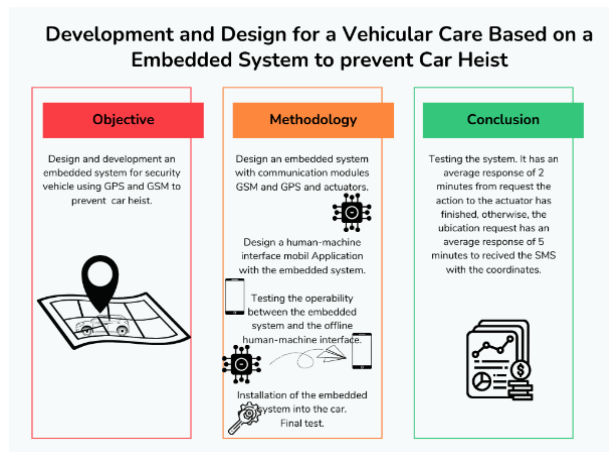 Development and Design for a Vehicular Care Based on a
Embedded System to prevent Car Heist
Objective
Design and development an
embedded system for security
vehicle using GPS and GSM to
prevent car heist.
Methodology
Design an embedded system
with communication modules
GSM and GPS and actuators.
Design a human-machine
interface mobil Application
with the embedded system.
Testing the operability
between the embedded
system and the offline
human-machine interface.
Installation of the embedded
system into the car.
Final test.
Conclusion
Testing the system. It has an
average response of 2
minutes from request the
action to the actuator has
finished, otherwise, the
ubication request has an
average response of 5
minutes to recived the SMS
with the coordinates.